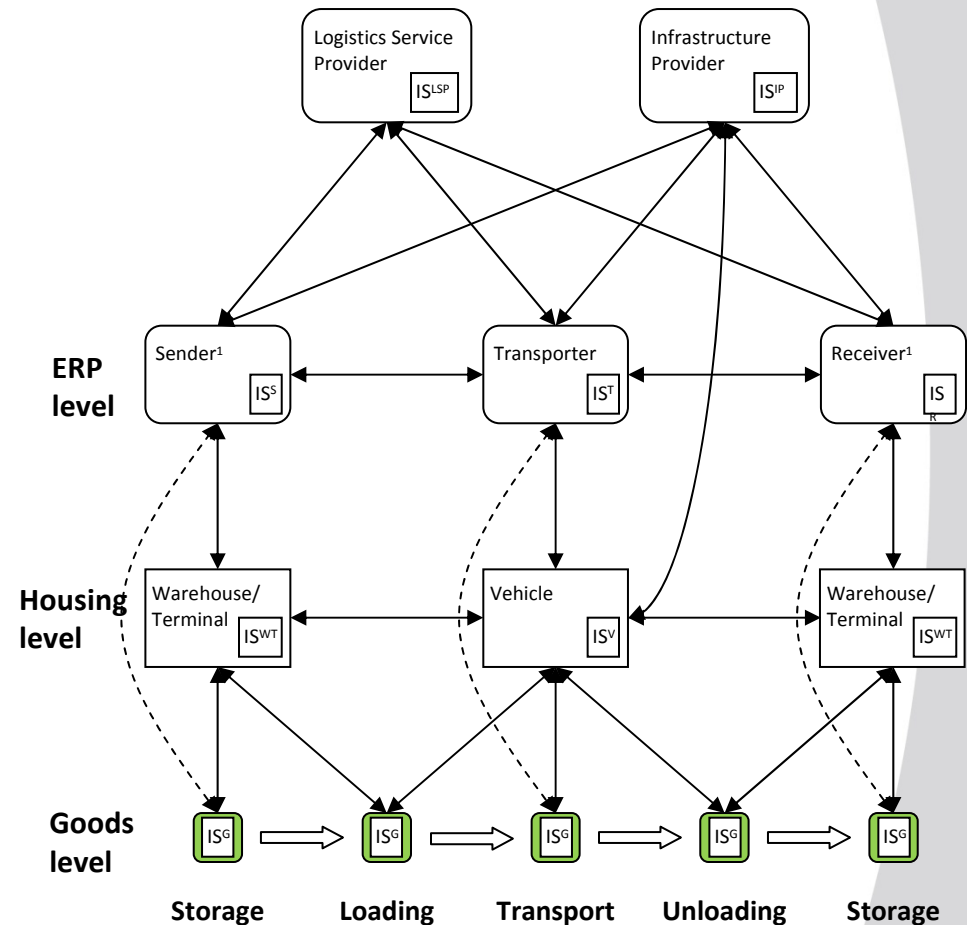 Logistics Service
Provider
IS^LSP
Infrastructure
Provider
IS^IP
ERP
level
Sender¹
IS^S
Transporter
IS^T
Receiver¹
IS
R
Housing
level
Warehouse/
Terminal
IS^WT
Vehicle
IS^V
Warehouse/
Terminal
IS^WT
Goods
level
IS^G
IS^G
IS^G
IS^G
IS^G
Storage
Loading
Transport
Unloading
Storage